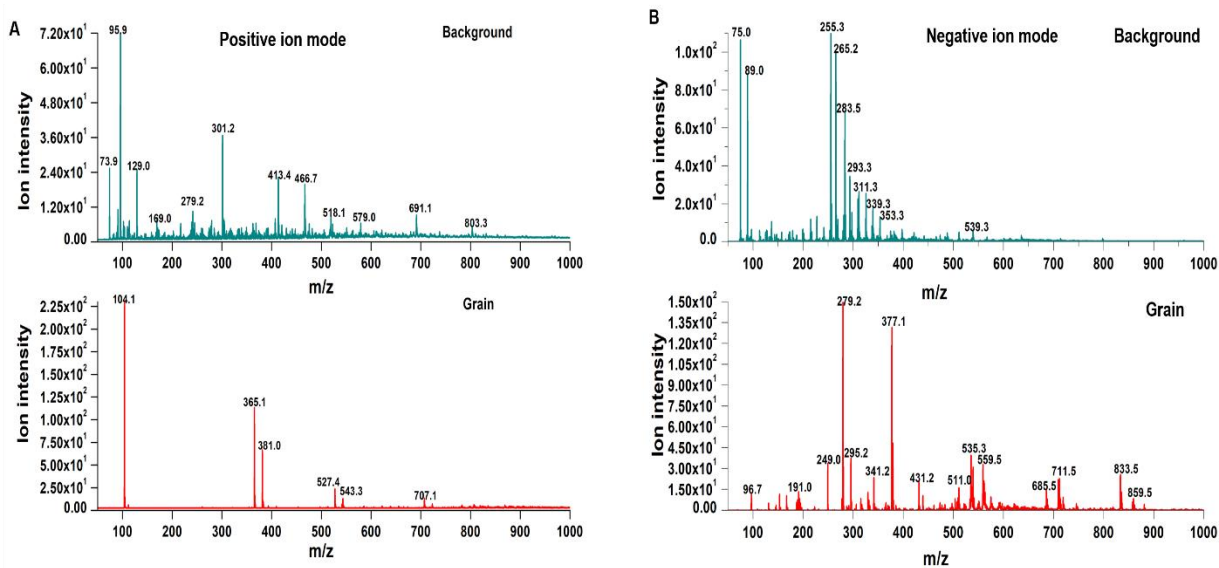 A
Positive ion mode
Background
7.20x10¹
5.80x10¹
3.60x10¹
2.40x10¹
1.20x10¹
0.00
Ion intensity
95.9
73.9
129.0
169.0
279.2
301.2
413.4
466.7
518.1
579.0
691.1
803.3
100 200 300 400 500 600 700 800 900 1000
m/z
Grain
2.25x10²
2.00x10²
1.75x10²
1.50x10²
1.25x10²
1.00x10²
7.50x10¹
5.00x10¹
2.50x10¹
0.00
Ion intensity
104.1
365.1
381.0
527.4
543.3
707.1
100 200 300 400 500 600 700 800 900 1000
m/z
B
Negative ion mode
Background
1.0x10²
8.0x10¹
6.0x10¹
4.0x10¹
2.0x10¹
0.0
Ion intensity
75.0
89.0
255.3
265.2
283.5
293.3
311.3
339.3
353.3
539.3
100 200 300 400 500 600 700 800 900 1000
m/z
Grain
1.50x10²
1.35x10²
1.20x10²
1.05x10²
9.00x10¹
7.50x10¹
6.00x10¹
4.50x10¹
3.00x10¹
1.50x10¹
0.00
Ion intensity
96.7
191.0
249.0
279.2
295.2
341.2
377.1
431.2
511.0
535.3
559.5
685.5
711.5
833.5
859.5
100 200 300 400 500 600 700 800 900 1000
m/z